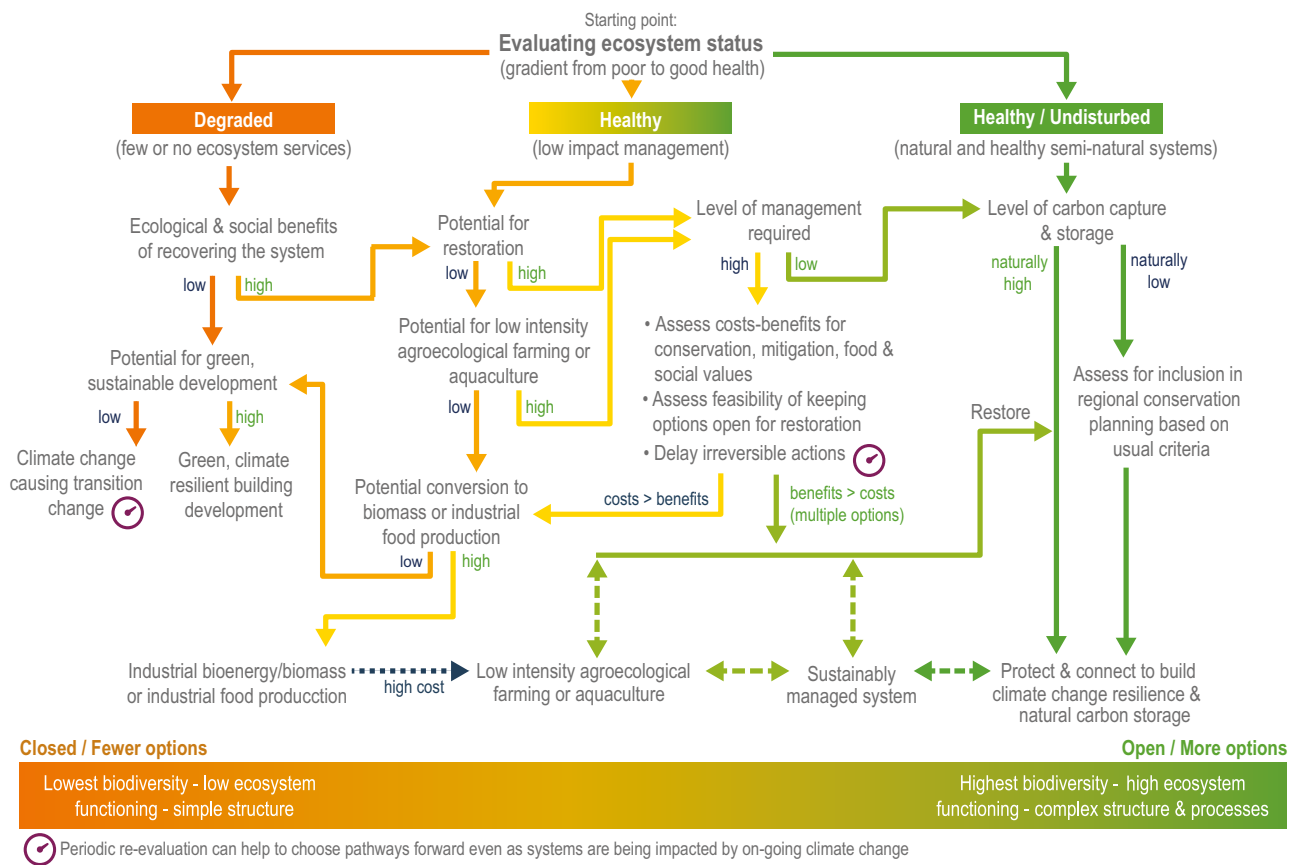 Starting point:
Evaluating ecosystem status
(gradient from poor to good health)
Degraded
(few or no ecosystem services)
Healthy
(low impact management)
Healthy / Undisturbed
(natural and healthy semi-natural systems)
Ecological & social benefits
of recovering the system
low
high
Potential for
restoration
low
high
Level of management
required
high
low
Level of carbon capture
& storage
naturally
high
naturally
low
Potential for green,
sustainable development
low
high
Potential for low intensity
agroecological farming or
aquaculture
low
high
• Assess costs-benefits for
conservation, mitigation, food &
social values
• Assess feasibility of keeping
options open for restoration
• Delay irreversible actions
Assess for inclusion in
regional conservation
planning based on
usual criteria
Restore
Climate change
causing transition
change
Green, climate
resilient building
development
Potential conversion to
biomass or industrial
food production
low
high
costs > benefits
benefits > costs
(multiple options)
Industrial bioenergy/biomass
or industrial food prodcution
high cost
Low intensity agroecological
farming or aquaculture
Sustainably
managed system
Protect & connect to build
climate change resilience &
natural carbon storage
Closed / Fewer options
Open / More options
Lowest biodiversity - low ecosystem
functioning - simple structure
Highest biodiversity - high ecosystem
functioning - complex structure & processes
Periodic re-evaluation can help to choose pathways forward even as systems are being impacted by on-going climate change